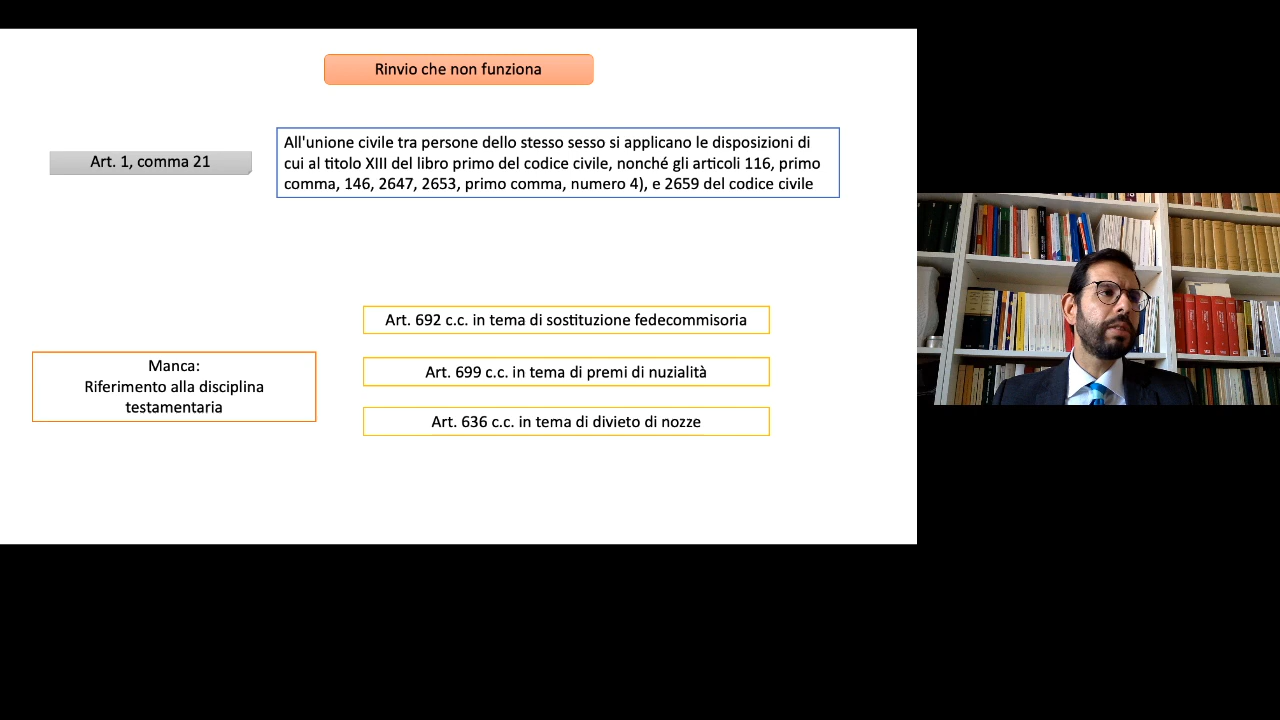 Rinvio che non funziona
Art. 1, comma 21
All'unione civile tra persone dello stesso sesso si applicano le disposizioni di
cui al titolo XIII del libro primo del codice civile, nonché gli articoli 116, primo
comma, 146, 2647, 2653, primo comma, numero 4), e 2659 del codice civile
Manca:
Riferimento alla disciplina
testamentaria
Art. 692 c.c. in tema di sostituzione fedecommisoria
Art. 699 c.c. in tema di premi di nuzialità
Art. 636 c.c. in tema di divieto di nozze